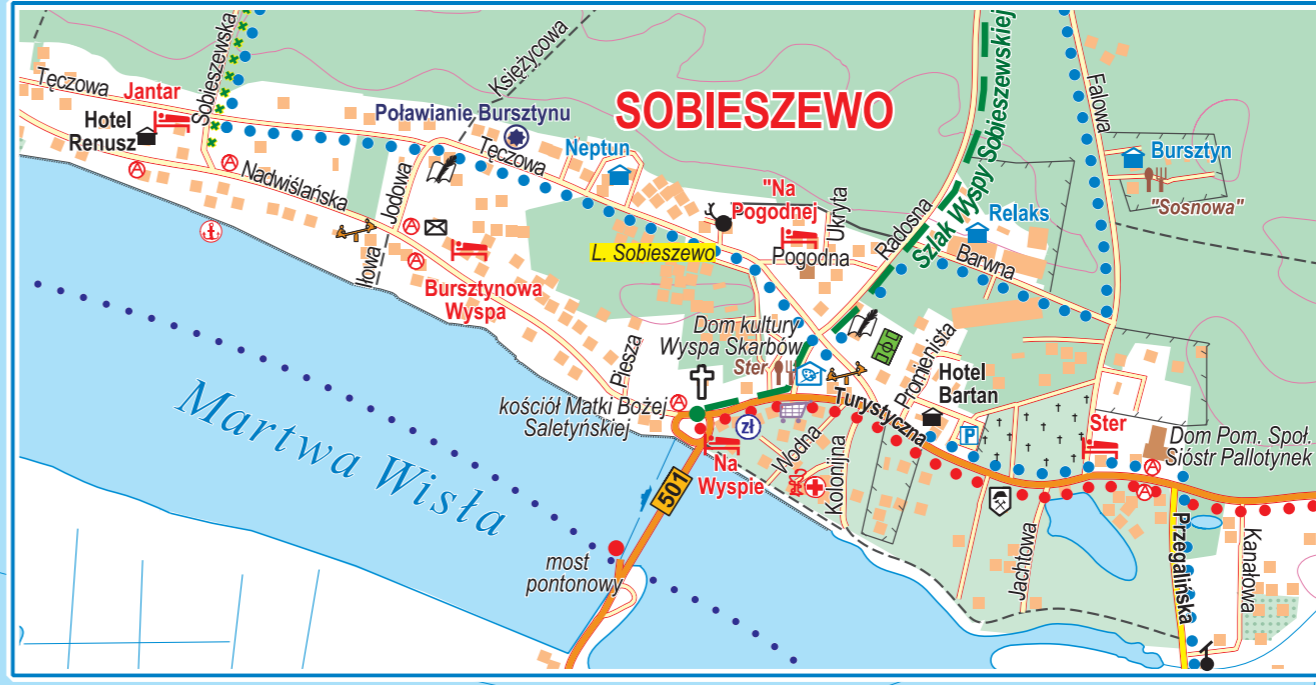 Sobieszewska
Tęczowa
Jantar
Hotel
Renusz
Księżycowa
Poławianie Bursztynu
Tęczowa
Neptun
SOBIESZEWO
Szlak Wyspy Sobieszewskiej
Falowa
Bursztyn
"Sosnowa"
Nadwiślańska
Jodowa
Iłowa
Bursztynowa
Wyspa
"Na
Pogodnej
Ukryta
Pogodna
L. Sobieszewo
Radosna
Relaks
Barwna
Dom kultury
Wyspa Skarbów
Ster
Piesza
kościół Matki Bożej
Saletyńskiej
Promienista
Hotel
Bartan
Turystyczna
zł
P
Na
Wyspie
Wodna
Kolonijna
Ster
Dom Pom. Społ.
Sióstr Pallotynek
Martwa Wisła
501
most
pontonowy
Jachtowa
Przegalińska
Kanałowa